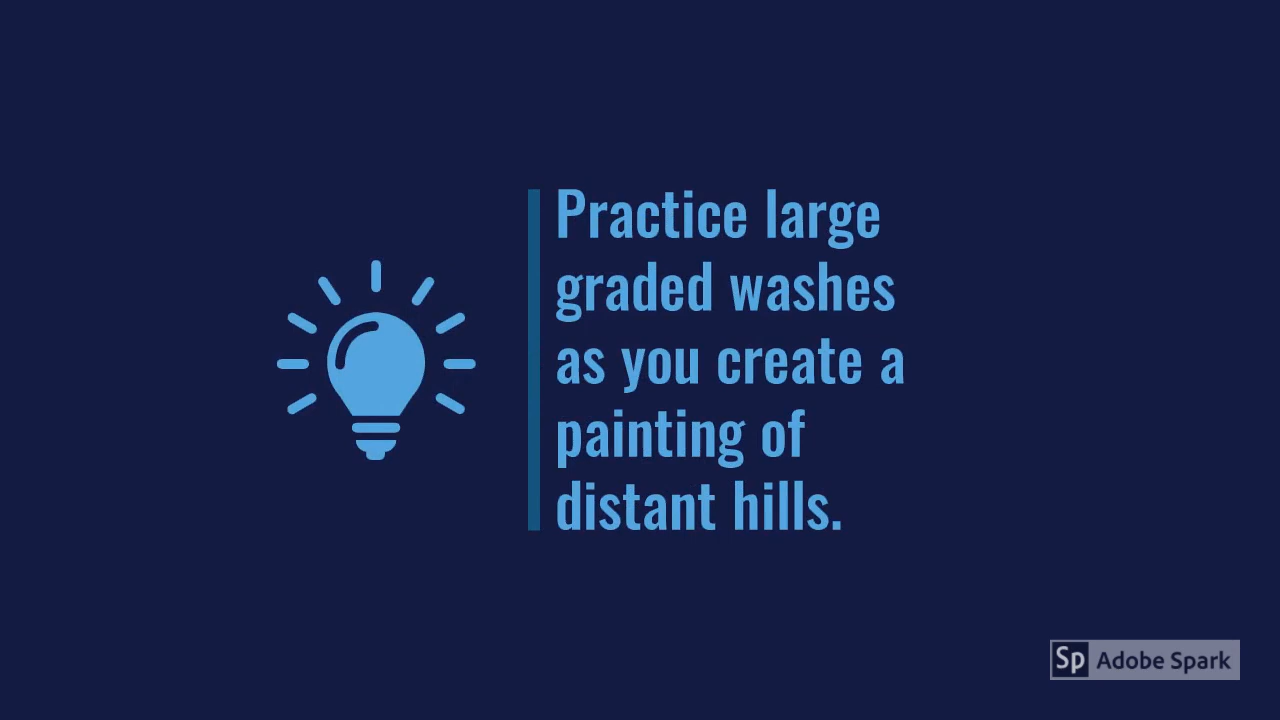 Practice large
graded washes
as you create a
painting of
distant hills.
Sp Adobe Spark